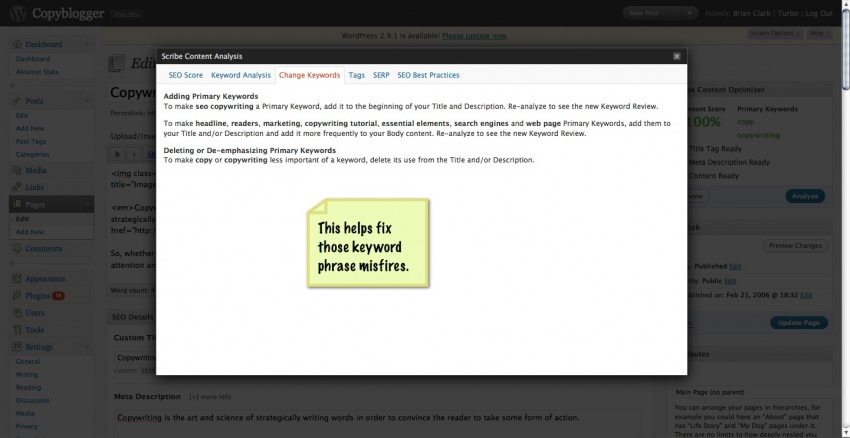 Copyblogger
Visit Site
New Post
Howdy, Brian Clark | Turbo | Log Out
WordPress 2.9.1 is available! Please update now.
Screen Options
Help
Dashboard
Dashboard
Akismet Stats
Posts
Edit
Add New
Post Tags
Categories
Media
Links
Pages
Edit
Add New
Comments
Appearance
Plugins
Users
Tools
Settings
General
Writing
Reading
Discussion
Media
Privacy
Scribe Content Analysis
SEO Score Keyword Analysis Change Keywords Tags SERP SEO Best Practices
Adding Primary Keywords
To make seo copywriting a Primary Keyword, add it to the beginning of your Title and Description. Re-analyze to see the new Keyword Review.
To make headline, readers, marketing, copywriting tutorial, essential elements, search engines and web page Primary Keywords, add them to
your Title and/or Description and add it more frequently to your Body content. Re-analyze to see the new Keyword Review.
Deleting or De-emphasizing Primary Keywords
To make copy or copywriting less important of a keyword, delete its use from the Title and/or Description.
This helps fix
those keyword
phrase misfires.
Upload/Inse
<img clas
title="Image
<em>Copy
strategically
href="http:/
So, whether
attention an
Word count: 4
SEO Details
Custom Ti
Copywritin
Meta Description [+] more info
Copywriting is the art and science of strategically writing words in order to convince the reader to take some form of action.
e Content Optimizer
ent Score Primary Keywords
100% copy
copywriting
Title Tag Ready
Meta Description Ready
Content Ready
Analyze
Preview Changes
Published Edit
Public Edit
ed on: Feb 21, 2006 @ 18:32 Edit
Update Page
Main Page (no parent)
You can arrange your pages in hierarchies, for
example you could have an "About" page that
has "Life Story" and "My Dog" pages under it.
There are no limits to how deeply nested you